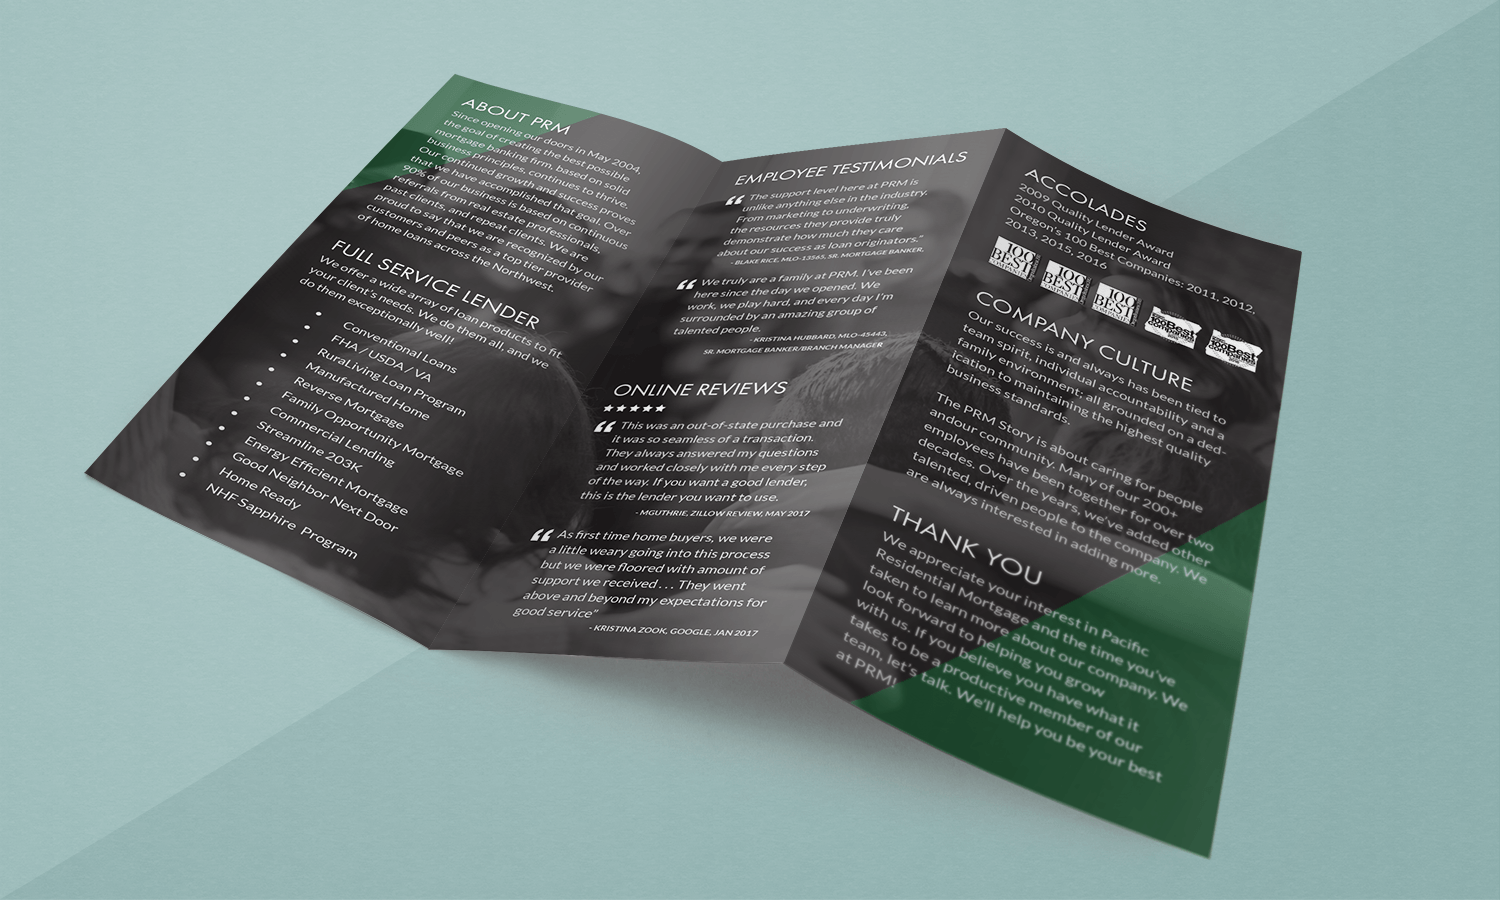 ABOUT PRM
Since opening our doors in May 2004,
the goal of creating the best possible
mortgage banking firm, based on solid
business principles, continues to thrive.
Our continued growth and success proves
that we have accomplished that goal. Over
90% of our business is based on continuous
referrals from real estate professionals,
past clients, and repeat clients. We are
proud to say that we are recognized by our
customers and peers as a top tier provider
of home loans across the Northwest.
FULL SERVICE LENDER
We offer a wide array of loan products to fit
your client's needs. We do them all, and we
do them exceptionally well!
• Conventional Loans
• FHA / USDA / VA
• RuraLiving Loan Program
• Manufactured Home
• Reverse Mortgage
• Family Opportunity Mortgage
• Commercial Lending
• Streamline 203K
• Energy Efficient Mortgage
• Good Neighbor Next Door
• Home Ready
• NHF Sapphire Program
EMPLOYEE TESTIMONIALS
“ The support level here at PRM is
unlike anything else in the industry.
From marketing to underwriting,
the resources they provide truly
demonstrate how much they care
about our success as loan originators.”
- BLAKE RICE, MLO-13565, SR. MORTGAGE BANKER,
“ We truly are a family at PRM. I've been
here since the day we opened. We
work, we play hard, and every day I'm
surrounded by an amazing group of
talented people.
- KRISTINA HUBBARD, MLO-45443,
SR. MORTGAGE BANKER/BRANCH MANAGER
ONLINE REVIEWS
★★★★★
“ This was an out-of-state purchase and
it was so seamless of a transaction.
They always answered my questions
and worked closely with me every step
of the way. If you want a good lender,
this is the lender you want to use.
- MGUTHRIE, ZILLOW REVIEW, MAY 2017
“ As first time home buyers, we were
a little weary going into this process
but we were floored with amount of
support we received . . . They went
above and beyond my expectations for
good service”
- KRISTINA ZOOK, GOOGLE, JAN 2017
ACCOLADES
2009 Quality Lender Award
2010 Quality Lender Award
Oregon's 100 Best Companies: 2011, 2012,
2013, 2015, 2016
100
BEST
COMPANIES
100
BEST
COMPANIES
100
BEST
COMPANIES
100Best
companies
100Best
companies
COMPANY CULTURE
Our success is and always has been tied to
team spirit, individual accountability and a
family environment; all grounded on a ded-
ication to maintaining the highest quality
business standards.
The PRM Story is about caring for people
and our community. Many of our 200+
employees have been together for over two
decades. Over the years, we've added other
talented, driven people to the company. We
are always interested in adding more.
THANK YOU
We appreciate your interest in Pacific
Residential Mortgage and the time you've
taken to learn more about our company. We
look forward to helping you grow
with us. If you believe you have what it
takes to be a productive member of our
team, let's talk. We'll help you be your best
at PRM!